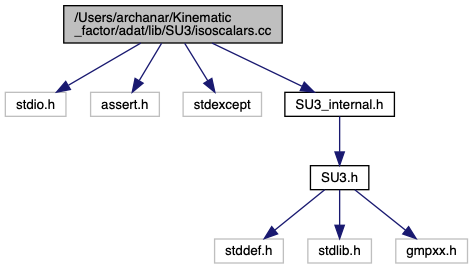 /Users/archanar/Kinematic
_factor/adat/lib/SU3/isoscalars.cc
stdio.h
assert.h
stdexcept
SU3_internal.h
SU3.h
stddef.h
stdlib.h
gmpxx.h